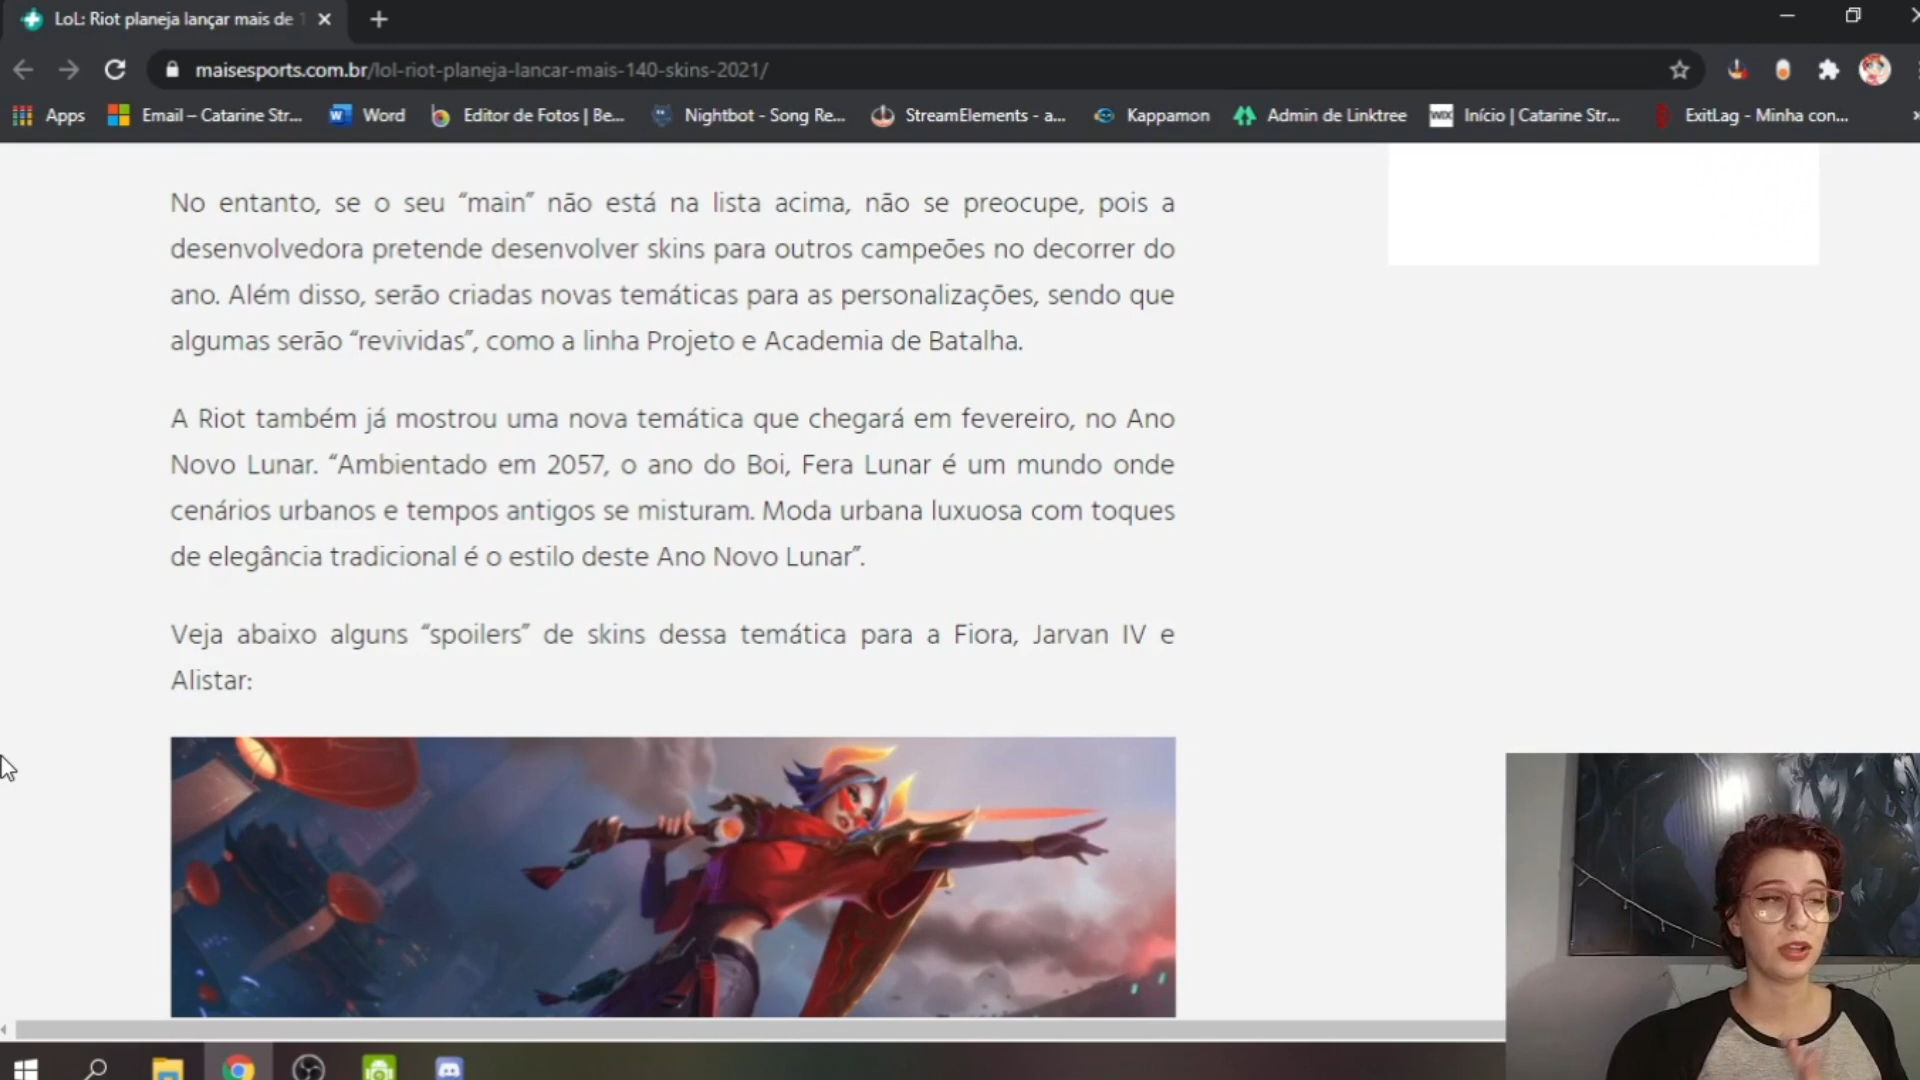 LoL: Riot planeja lançar mais de
maisesports.com.br/lol-riot-planeja-lancar-mais-140-skins-2021/
Apps Email – Catarine Str... Word Editor de Fotos | Be... Nightbot - Song Re... StreamElements - a... Kappamon Admin de Linktree WIX Início | Catarine Str... ExitLag - Minha con...
No entanto, se o seu “main” não está na lista acima, não se preocupe, pois a
desenvolvedora pretende desenvolver skins para outros campeões no decorrer do
ano. Além disso, serão criadas novas temáticas para as personalizações, sendo que
algumas serão “revividas”, como a linha Projeto e Academia de Batalha.
A Riot também já mostrou uma nova temática que chegará em fevereiro, no Ano
Novo Lunar. “Ambientado em 2057, o ano do Boi, Fera Lunar é um mundo onde
cenários urbanos e tempos antigos se misturam. Moda urbana luxuosa com toques
de elegância tradicional é o estilo deste Ano Novo Lunar”.
Veja abaixo alguns “spoilers” de skins dessa temática para a Fiora, Jarvan IV e
Alistar: